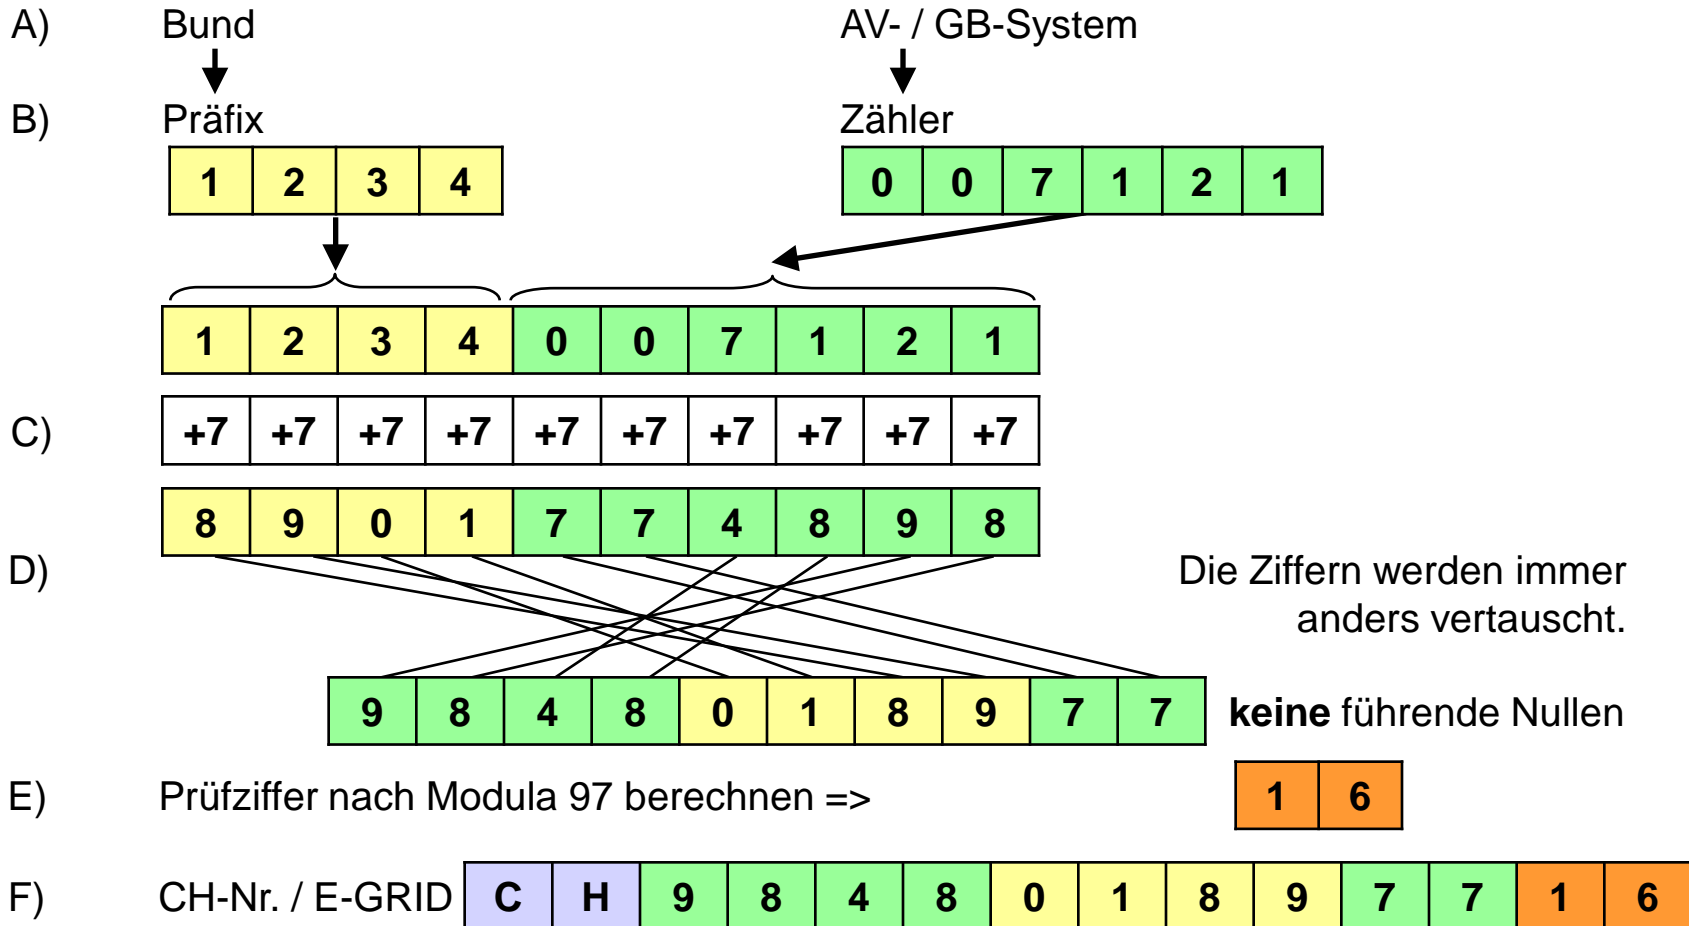 A) Bund AV- / GB-System
B) Präfix Zähler
1 2 3 4 0 0 7 1 2 1
1 2 3 4 0 0 7 1 2 1
C) +7 +7 +7 +7 +7 +7 +7 +7 +7 +7
8 9 0 1 7 7 4 8 9 8
D) Die Ziffern werden immer
anders vertauscht.
9 8 4 8 0 1 8 9 7 7 keine führende Nullen
E) Prüfziffer nach Modula 97 berechnen => 1 6
F) CH-Nr. / E-GRID C H 9 8 4 8 0 1 8 9 7 7 1 6